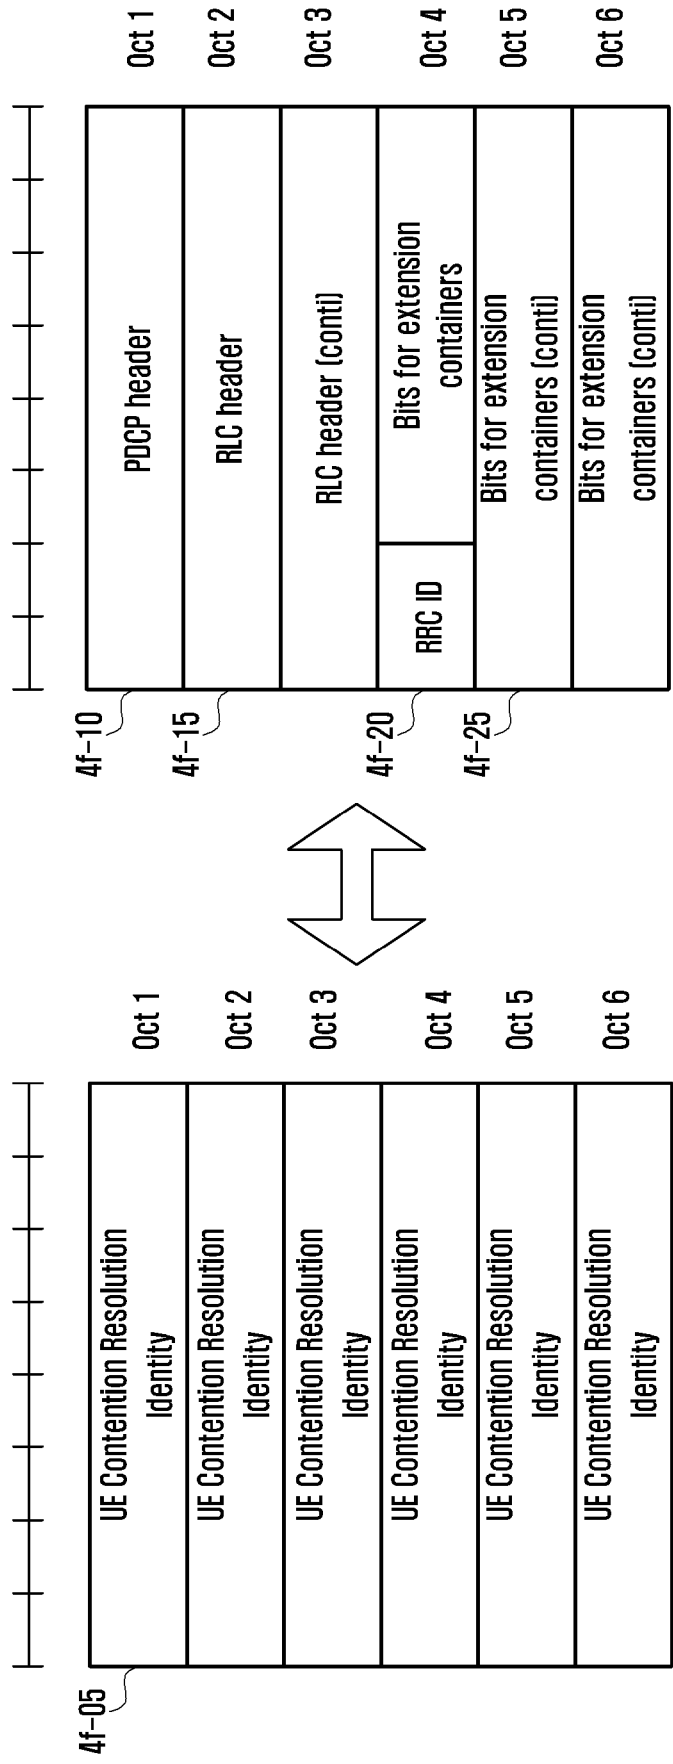 4f-05
UE Contention Resolution
Identity
Oct 1
UE Contention Resolution
Identity
Oct 2
UE Contention Resolution
Identity
Oct 3
UE Contention Resolution
Identity
Oct 4
UE Contention Resolution
Identity
Oct 5
UE Contention Resolution
Identity
Oct 6
4f-10
PDCP header
Oct 1
4f-15
RLC header
Oct 2
RLC header (conti)
Oct 3
4f-20
RRC ID
Bits for extension
containers
Oct 4
4f-25
Bits for extension
containers (conti)
Oct 5
Bits for extension
containers (conti)
Oct 6